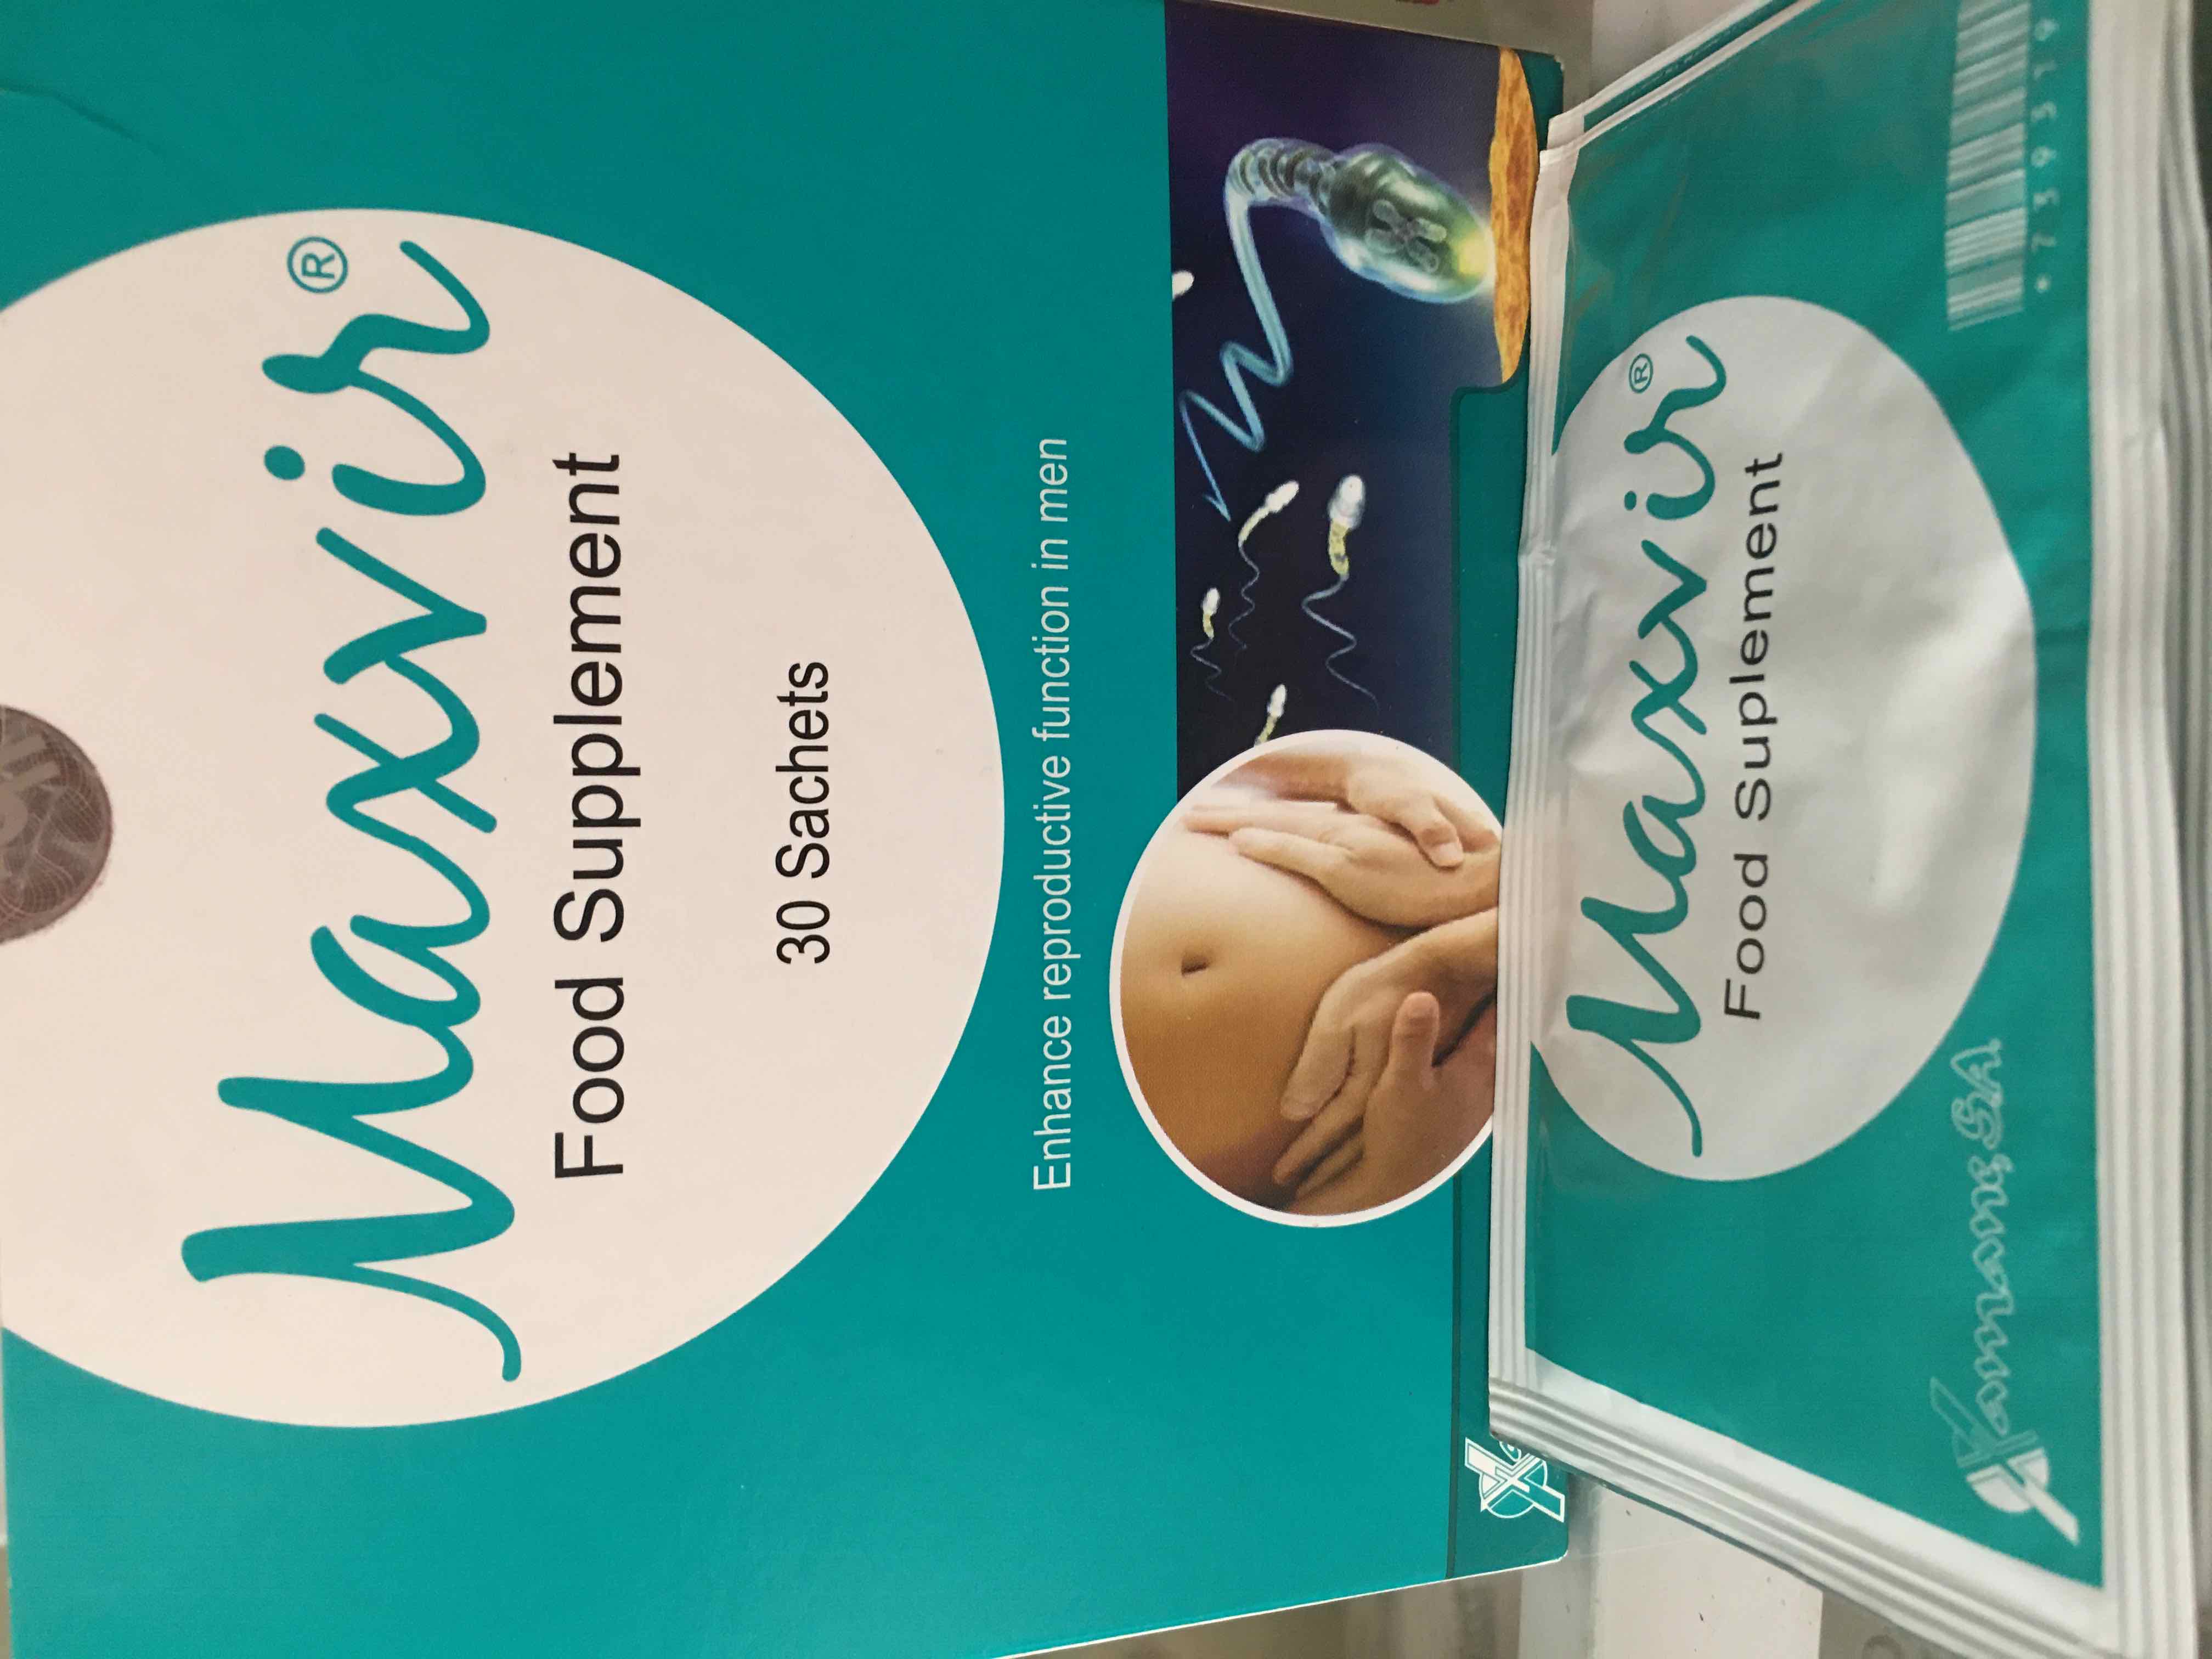 Maxvir®
Food Supplement
30 Sachets
Enhance reproductive function in men
Maxvir®
Food Suplement